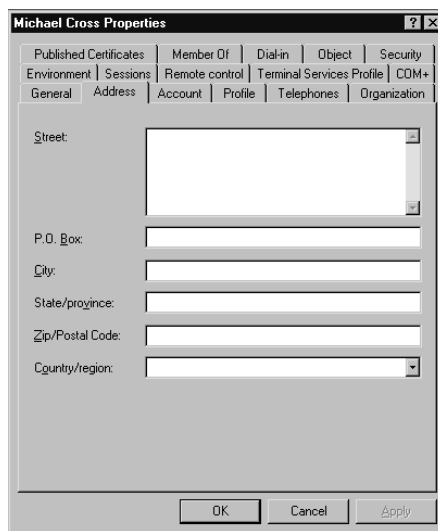 Michael Cross Properties
Published Certificates Member Of Dial-in Object Security
Environment Sessions Remote control Terminal Services Profile COM+
General Address Account Profile Telephones Organization
Street:
P.O. Box:
City:
State/province:
Zip/Postal Code:
Country/region:
OK Cancel Apply